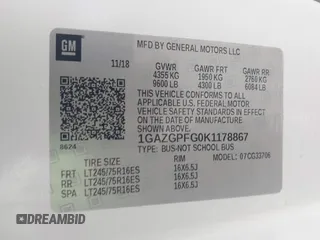 GM
MFD BY GENERAL MOTORS LLC
11/18
GVWR GAWR FRT GAWR RR
4355 KG 1950 KG 2760 KG
9600 LB 4300 LB 6084 LB
THIS VEHICLE CONFORMS TO ALL APPLICABLE U.S. FEDERAL MOTOR VEHICLE SAFETY STANDARDS IN EFFECT ON THE DATE OF MANUFACTURE SHOWN ABOVE.
1GAZGPFG0K1178867
8624
TYPE: BUS-NOT SCHOOL BUS
TIRE SIZE RIM 07CG33706
FRT LT245/75R16ES 16X6.5J
RR LT245/75R16ES 16X6.5J
SPA LT245/75R16ES 16X6.5J
DREAMBID